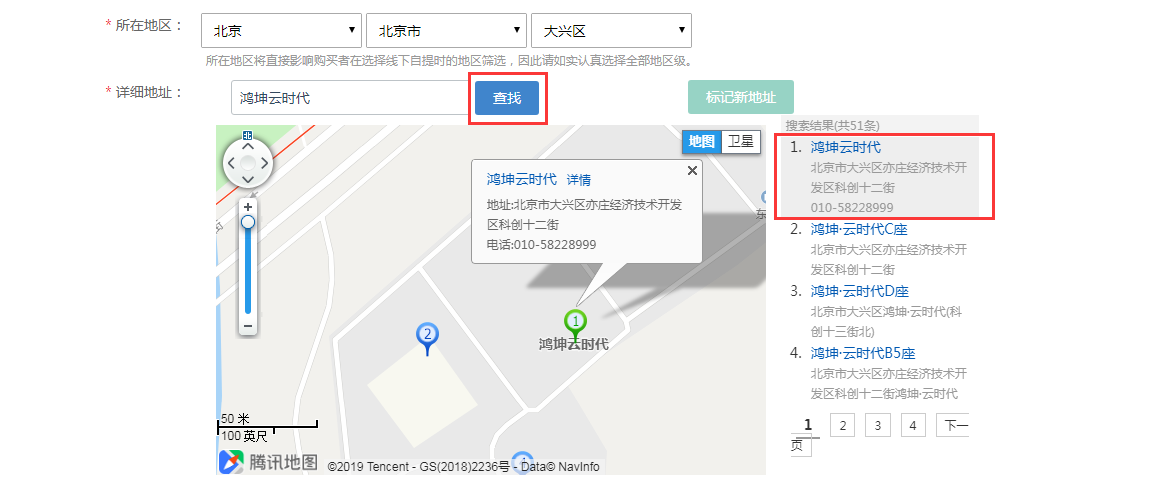 * 所在地区：
北京
北京市
大兴区
所在地区将直接影响购买者在选择线下自提时的地区筛选，因此请如实认真选择全部地区级。
* 详细地址：
鸿坤云时代
查找
标记新地址
北
地图
卫星
鸿坤云时代 详情
地址:北京市大兴区亦庄经济技术开
发区科创十二街
电话:010-58228999
东
1
鸿坤云时代
2
50 米
100 英尺
腾讯地图
©2019 Tencent - GS(2018)2236号 - Data© NavInfo
搜索结果(共51条)
1. 鸿坤云时代
北京市大兴区亦庄经济技术开
发区科创十二街
010-58228999
2. 鸿坤·云时代C座
北京市大兴区亦庄经济技术开
发区科创十二街
3. 鸿坤·云时代D座
北京市大兴区鸿坤·云时代(科
创十三街北)
4. 鸿坤·云时代B5座
北京市大兴区亦庄经济技术开
发区科创十二街鸿坤·云时代
1 2 3 4 下一
页